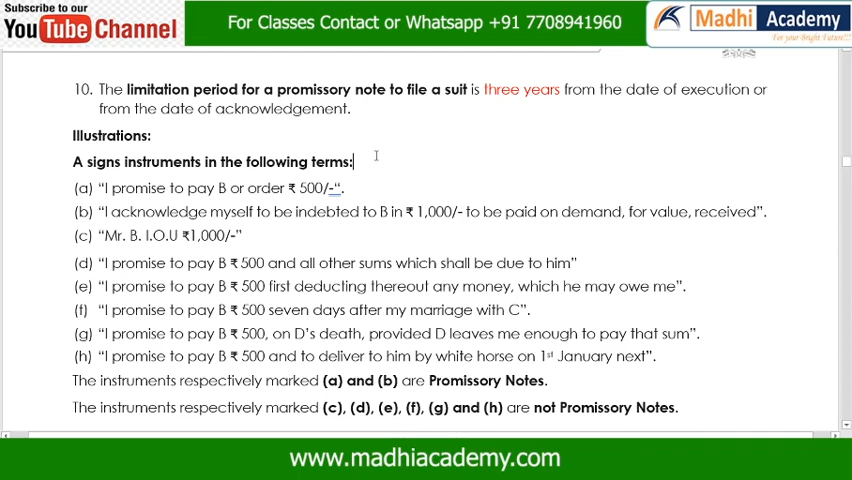 Subscribe to our
You Tube Channel
For Classes Contact or Whatsapp +91 7708941960
Madhi Academy
For your Bright Future!!!
10. The limitation period for a promissory note to file a suit is three years from the date of execution or
from the date of acknowledgement.
Illustrations:
A signs instruments in the following terms:
(a) "I promise to pay B or order ₹ 500/-“.
(b) "I acknowledge myself to be indebted to B in ₹ 1,000/- to be paid on demand, for value, received".
(c) "Mr. B. I.O.U ₹1,000/-"
(d) "I promise to pay B ₹ 500 and all other sums which shall be due to him"
(e) "I promise to pay B ₹ 500 first deducting thereout any money, which he may owe me".
(f) "I promise to pay B ₹ 500 seven days after my marriage with C".
(g) "I promise to pay B ₹ 500, on D's death, provided D leaves me enough to pay that sum".
(h) "I promise to pay B ₹ 500 and to deliver to him by white horse on 1st January next".
The instruments respectively marked (a) and (b) are Promissory Notes.
The instruments respectively marked (c), (d), (e), (f), (g) and (h) are not Promissory Notes.
www.madhiacademy.com